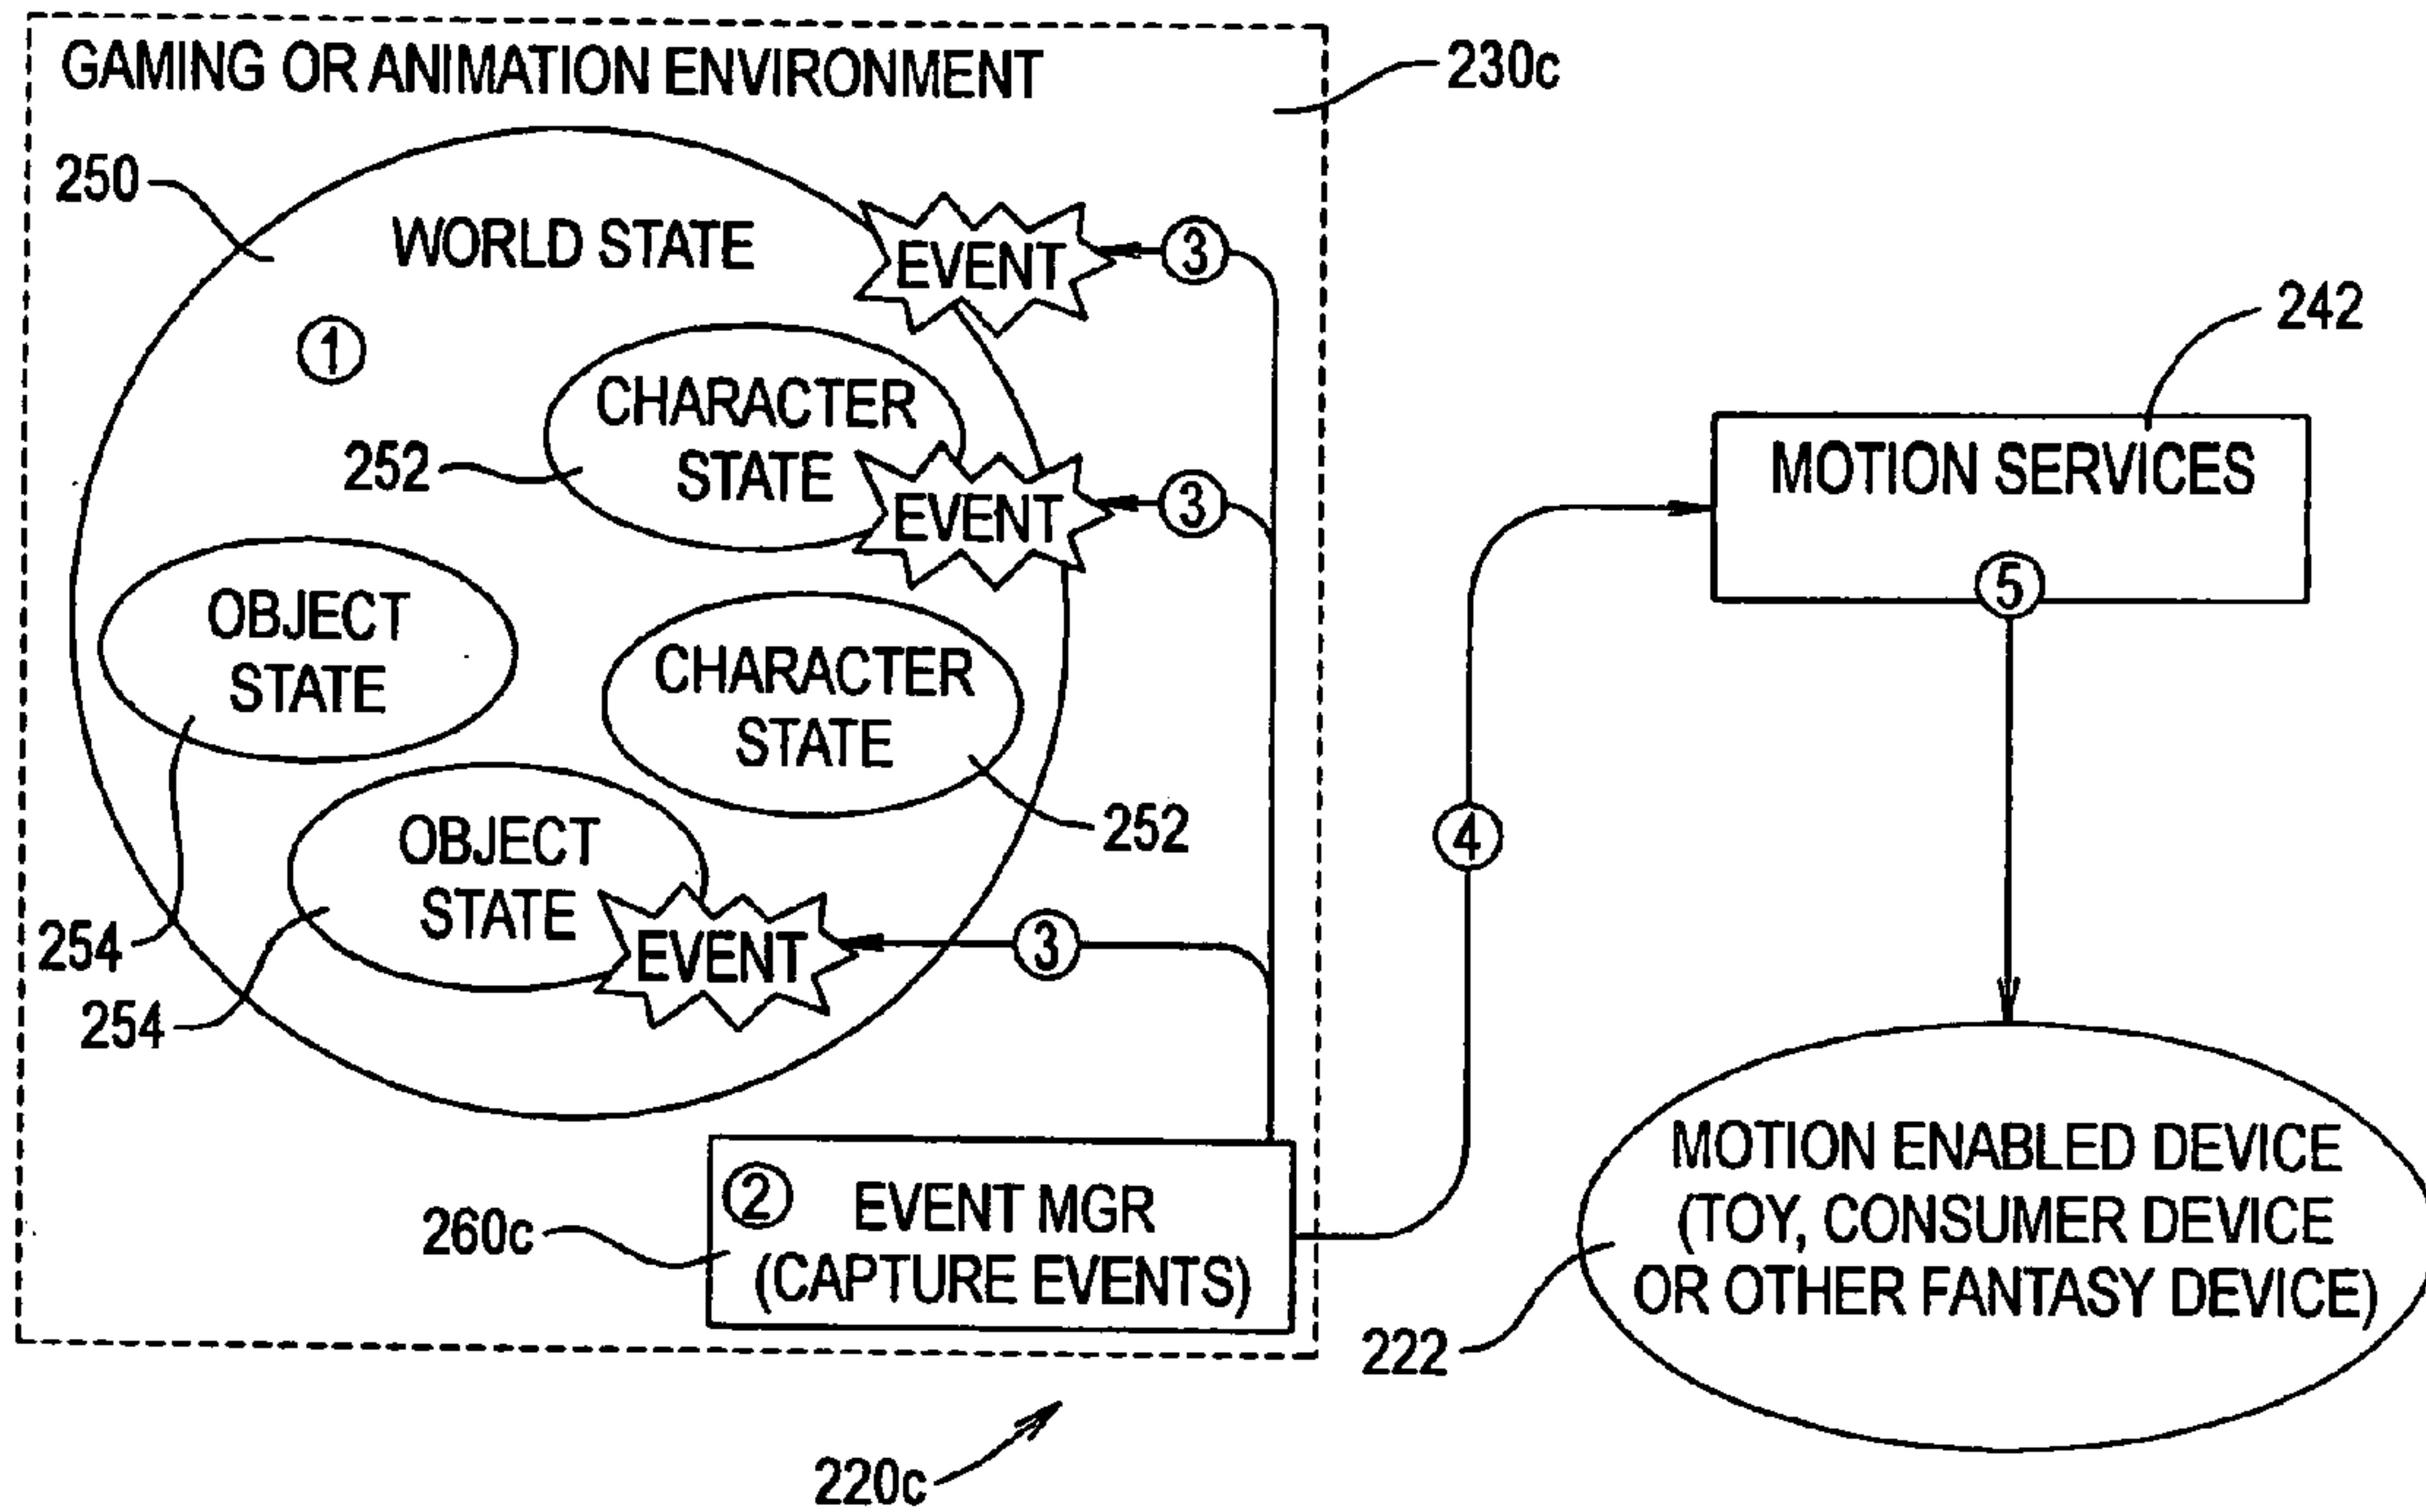 GAMING OR ANIMATION ENVIRONMENT
230c
250
WORLD STATE
EVENT
3
1
242
CHARACTER
STATE
252
EVENT
3
MOTION SERVICES
5
OBJECT
STATE
CHARACTER
STATE
252
4
OBJECT
STATE
254
EVENT
3
254
2
EVENT MGR
(CAPTURE EVENTS)
260c
MOTION ENABLED DEVICE
(TOY, CONSUMER DEVICE
OR OTHER FANTASY DEVICE)
222
220c